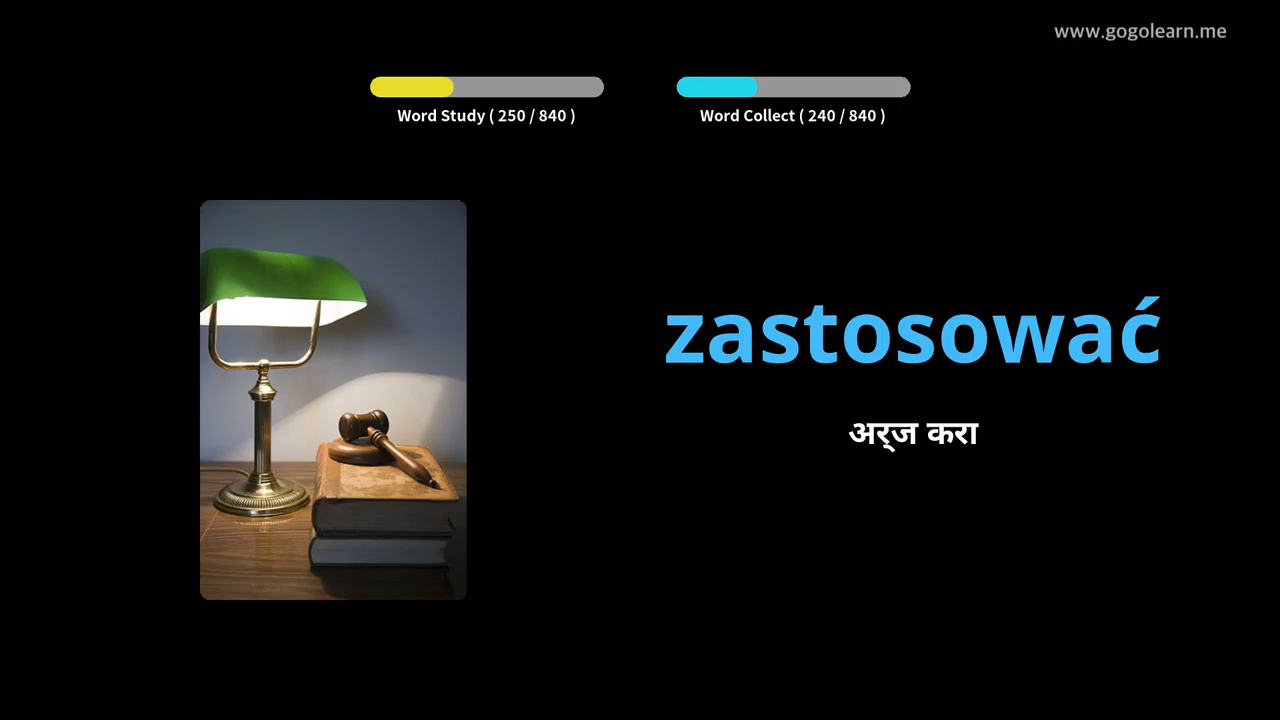 www.gogolearn.me
Word Study ( 250 / 840 )
Word Collect ( 240 / 840 )
zastosować
अर्ज करा